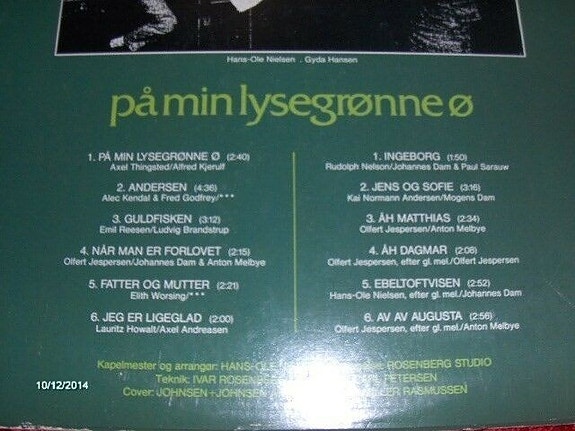 Hans-Ole Nielsen . Gyda Hansen
på min lysegrønne ø
1. PÅ MIN LYSEGRØNNE Ø (2:40)
Axel Thingsted/Alfred Kjerulf
2. ANDERSEN (4:36)
Alec Kendal & Fred Godfrey/***
3. GULDFISKEN (3:12)
Emil Reesen/Ludvig Brandstrup
4. NÅR MAN ER FORLOVET (2:15)
Olfert Jespersen/Johannes Dam & Anton Melbye
5. FATTER OG MUTTER (2:21)
Elith Worsing/***
6. JEG ER LIGEGLAD (2:00)
Lauritz Howalt/Axel Andreasen
1. INGEBORG (1:50)
Rudolph Nelson/Johannes Dam & Paul Sarauw
2. JENS OG SOFIE (3:16)
Kai Normann Andersen/Mogens Dam
3. ÅH MATTHIAS (2:34)
Olfert Jespersen/Anton Melbye
4. ÅH DAGMAR (2:06)
Olfert Jespersen, efter gl. mel./Olfert Jespersen
5. EBELTOFTVISEN (2:52)
Hans-Ole Nielsen, efter gl. mel./Johannes Dam
6. AV AV AUGUSTA (2:56)
Olfert Jespersen, efter gl. mel./Anton Melbye
Kapelmester og arrangør: HANS-OLE ROSENBERG STUDIO
Teknik: IVAR PETERSEN
Cover: JOHNSEN+JOHNSEN RASMUSSEN
10/12/2014